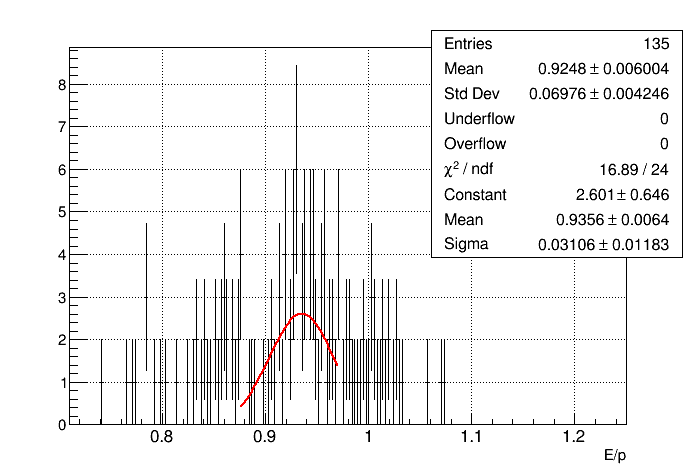 Entries 135
Mean 0.9248 ± 0.006004
Std Dev 0.06976 ± 0.004246
Underflow 0
Overflow 0
χ² / ndf 16.89 / 24
Constant 2.601 ± 0.646
Mean 0.9356 ± 0.0064
Sigma 0.03106 ± 0.01183
8
7
6
5
4
3
2
1
0
0.8 0.9 1 1.1 1.2
E/p